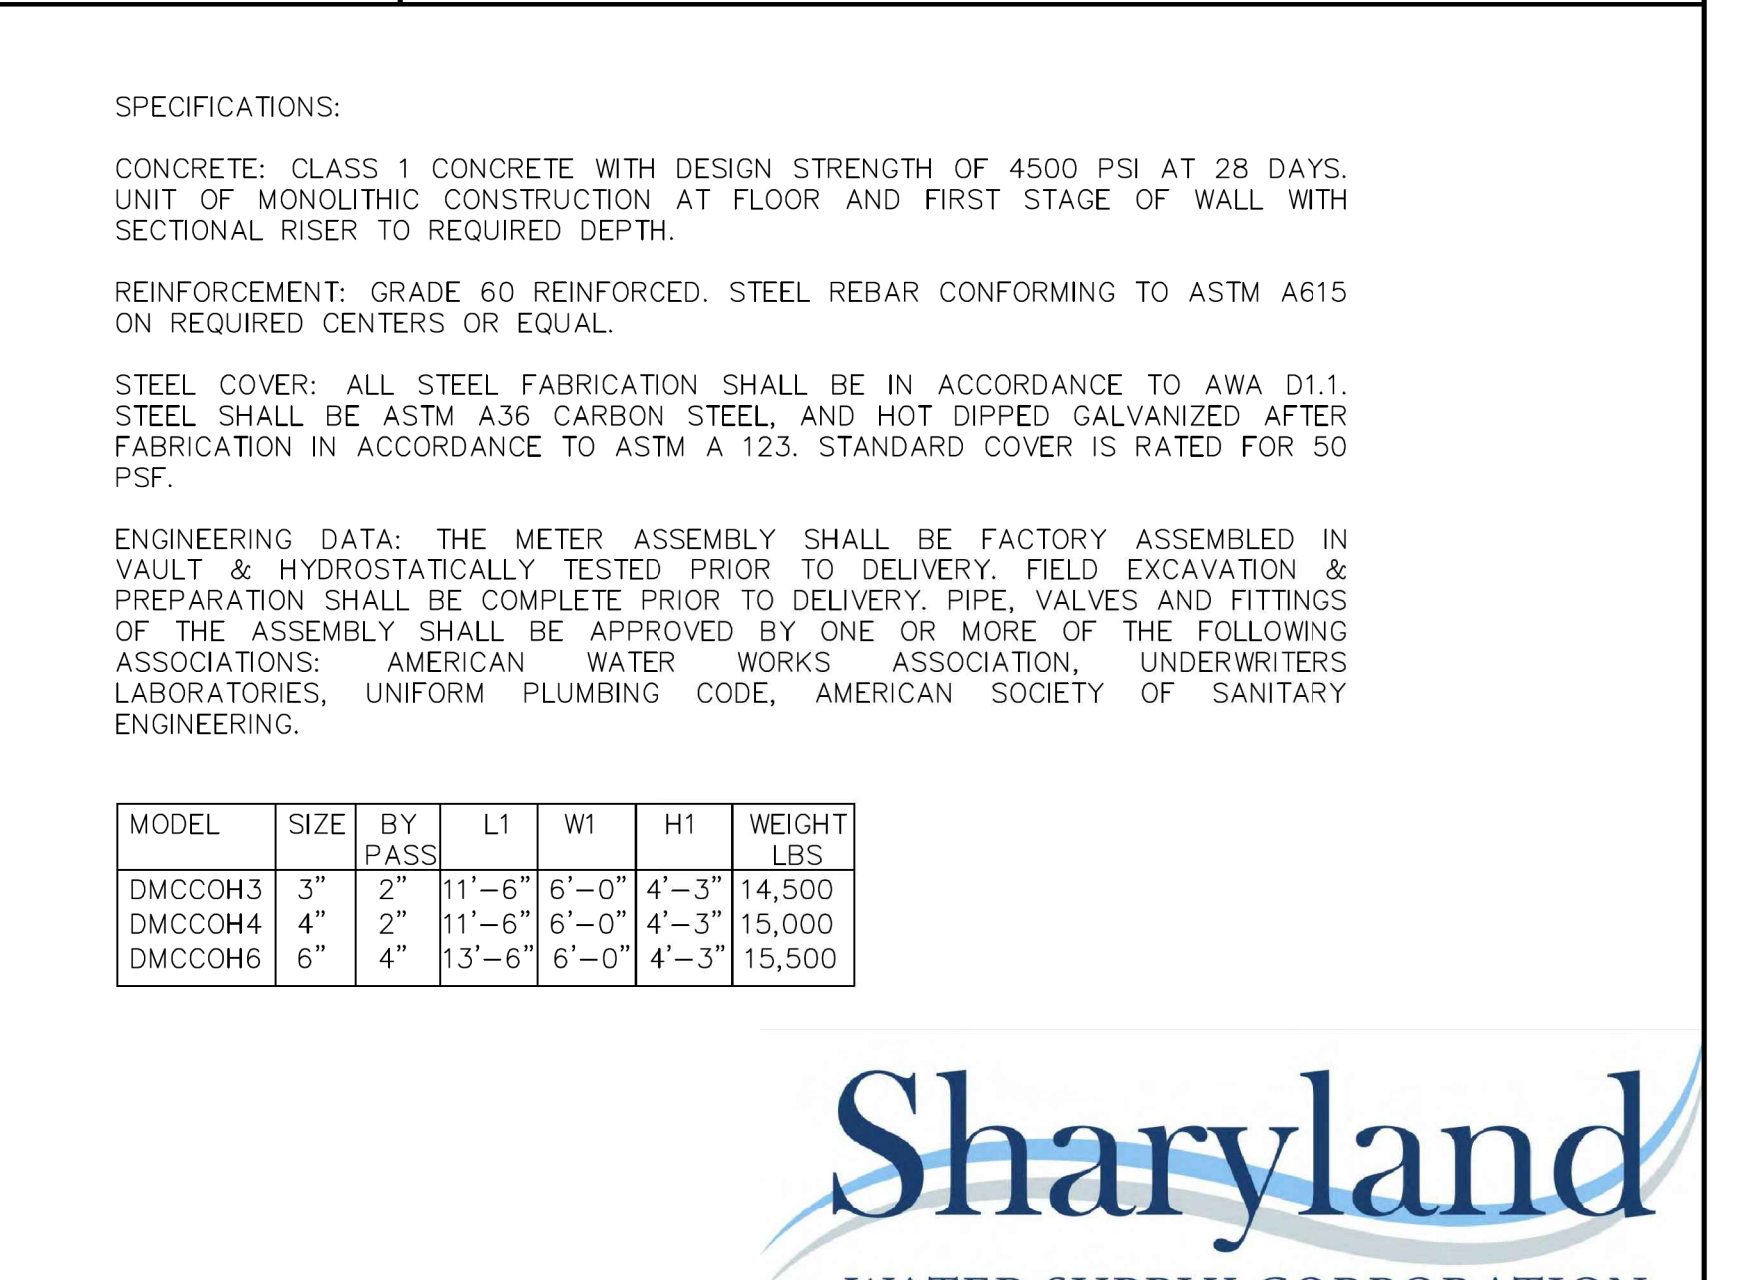 SPECIFICATIONS:
CONCRETE: CLASS 1 CONCRETE WITH DESIGN STRENGTH OF 4500 PSI AT 28 DAYS.
UNIT OF MONOLITHIC CONSTRUCTION AT FLOOR AND FIRST STAGE OF WALL WITH
SECTIONAL RISER TO REQUIRED DEPTH.
REINFORCEMENT: GRADE 60 REINFORCED. STEEL REBAR CONFORMING TO ASTM A615
ON REQUIRED CENTERS OR EQUAL.
STEEL COVER: ALL STEEL FABRICATION SHALL BE IN ACCORDANCE TO AWA D1.1.
STEEL SHALL BE ASTM A36 CARBON STEEL, AND HOT DIPPED GALVANIZED AFTER
FABRICATION IN ACCORDANCE TO ASTM A 123. STANDARD COVER IS RATED FOR 50
PSF.
ENGINEERING DATA: THE METER ASSEMBLY SHALL BE FACTORY ASSEMBLED IN
VAULT & HYDROSTATICALLY TESTED PRIOR TO DELIVERY. FIELD EXCAVATION &
PREPARATION SHALL BE COMPLETE PRIOR TO DELIVERY. PIPE, VALVES AND FITTINGS
OF THE ASSEMBLY SHALL BE APPROVED BY ONE OR MORE OF THE FOLLOWING
ASSOCIATIONS: AMERICAN WATER WORKS ASSOCIATION, UNDERWRITERS
LABORATORIES, UNIFORM PLUMBING CODE, AMERICAN SOCIETY OF SANITARY
ENGINEERING.
MODEL SIZE BY PASS L1 W1 H1 WEIGHT LBS
DMCCOH3 3" 2" 11'-6" 6'-0" 4'-3" 14,500
DMCCOH4 4" 2" 11'-6" 6'-0" 4'-3" 15,000
DMCCOH6 6" 4" 13'-6" 6'-0" 4'-3" 15,500
Sharyland
WATER SUPPLY CORPORATION